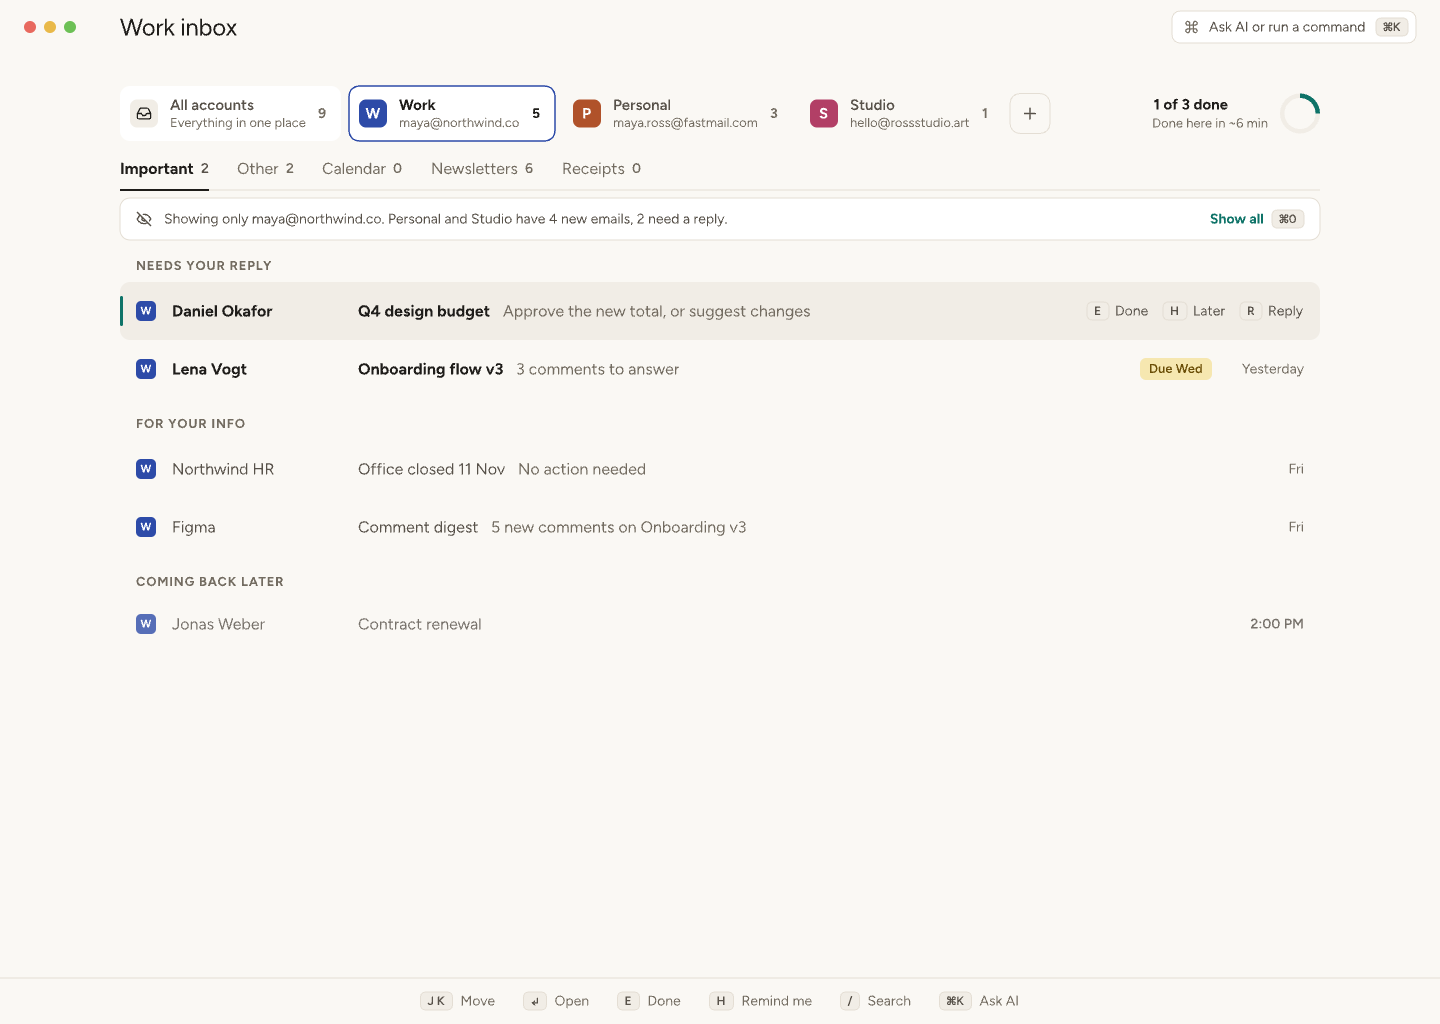 Work inbox
⌘ Ask AI or run a command ⌘K
All accounts
Everything in one place
9
W
Work
maya@northwind.co
5
P
Personal
maya.ross@fastmail.com
3
S
Studio
hello@rossstudio.art
1
+
1 of 3 done
Done here in ~6 min
Important 2 Other 2 Calendar 0 Newsletters 6 Receipts 0
Showing only maya@northwind.co. Personal and Studio have 4 new emails, 2 need a reply. Show all ⌘0
NEEDS YOUR REPLY
W Daniel Okafor Q4 design budget Approve the new total, or suggest changes E Done H Later R Reply
W Lena Vogt Onboarding flow v3 3 comments to answer Due Wed Yesterday
FOR YOUR INFO
W Northwind HR Office closed 11 Nov No action needed Fri
W Figma Comment digest 5 new comments on Onboarding v3 Fri
COMING BACK LATER
W Jonas Weber Contract renewal 2:00 PM
J K Move ↵ Open E Done H Remind me / Search ⌘K Ask AI